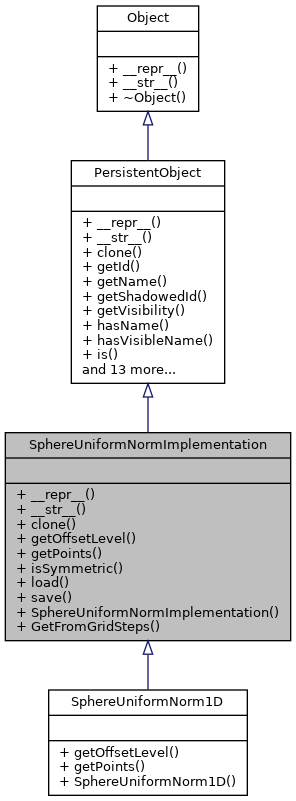 Object
+ __repr__()
+ __str__()
+ ~Object()
PersistentObject
+ __repr__()
+ __str__()
+ clone()
+ getId()
+ getName()
+ getShadowedId()
+ getVisibility()
+ hasName()
+ hasVisibleName()
+ is()
and 13 more...
SphereUniformNormImplementation
+ __repr__()
+ __str__()
+ clone()
+ getOffsetLevel()
+ getPoints()
+ isSymmetric()
+ load()
+ save()
+ SphereUniformNormImplementation()
+ GetFromGridSteps()
SphereUniformNorm1D
+ getOffsetLevel()
+ getPoints()
+ SphereUniformNorm1D()